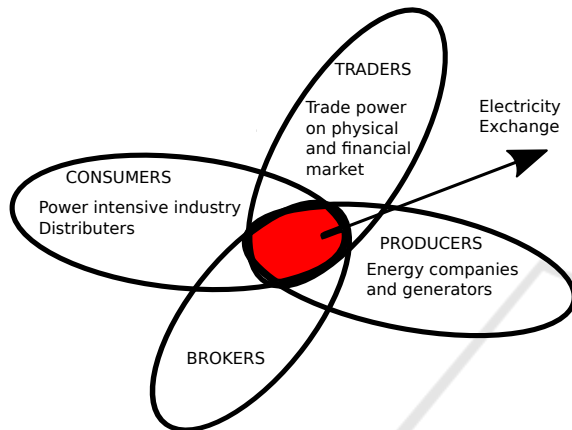 TRADERS
Trade power
on physical
and financial
market
Electricity
Exchange
CONSUMERS
Power intensive industry
Distributers
PRODUCERS
Energy companies
and generators
BROKERS